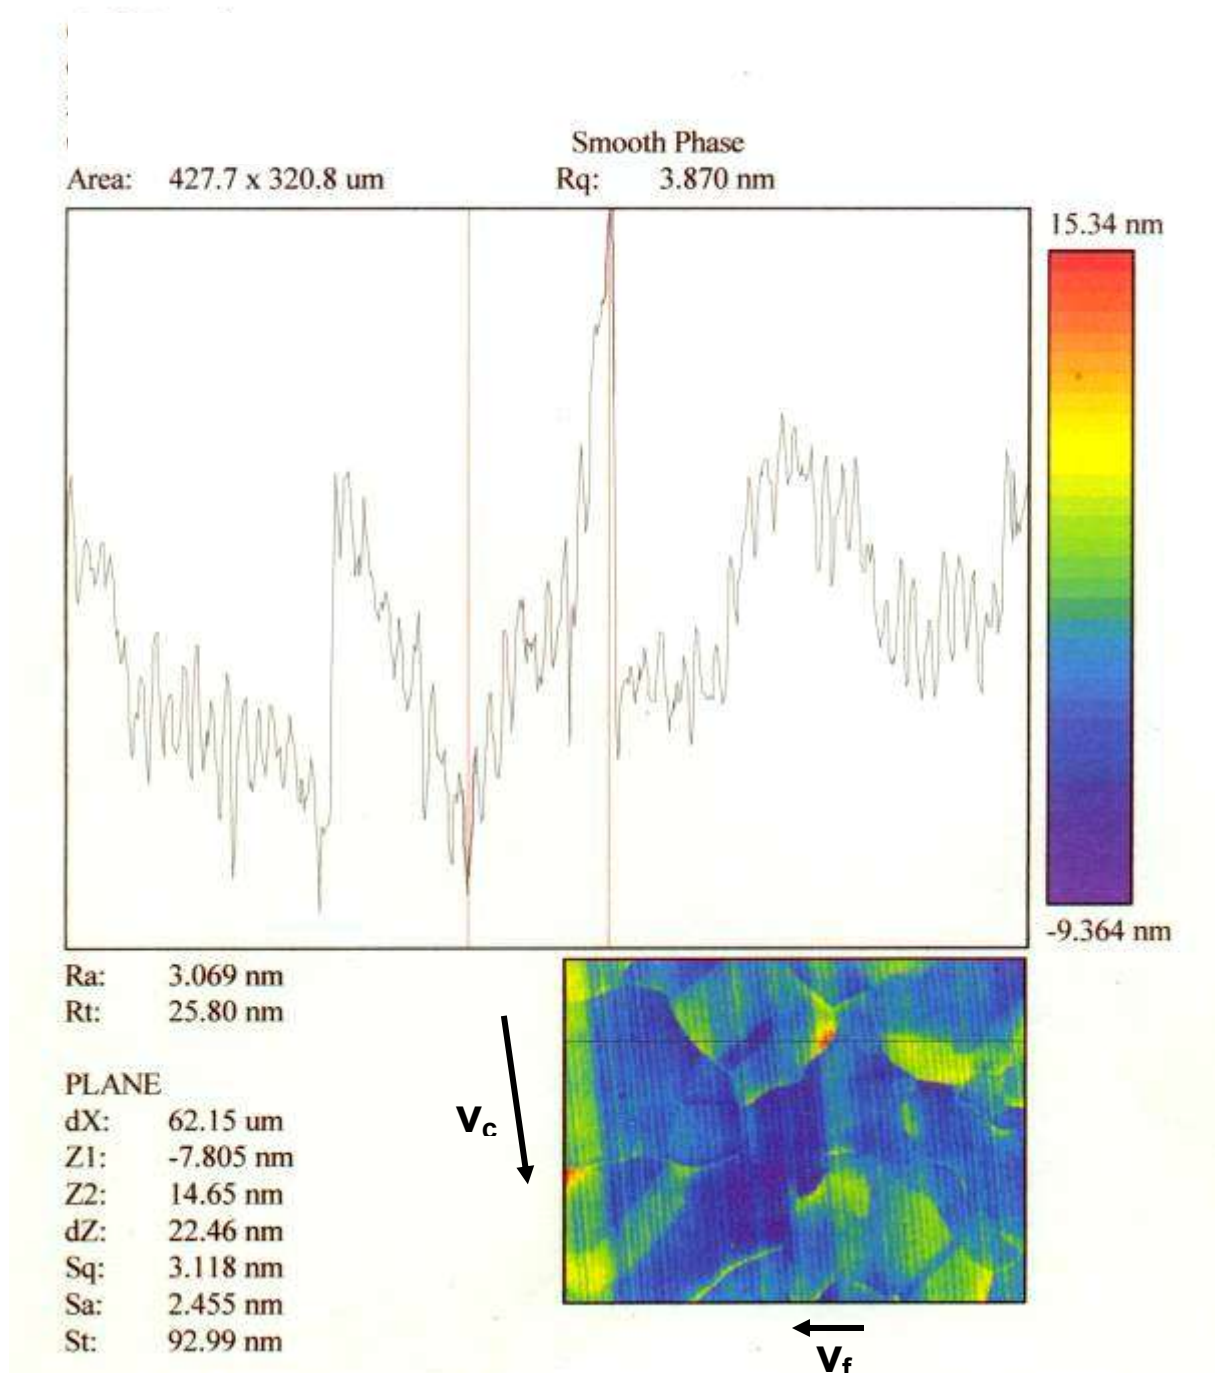 Smooth Phase
Area: 427.7 x 320.8 um Rq: 3.870 nm
15.34 nm
-9.364 nm
Ra: 3.069 nm
Rt: 25.80 nm
PLANE
dX: 62.15 um
Z1: -7.805 nm
Z2: 14.65 nm
dZ: 22.46 nm
Sq: 3.118 nm
Sa: 2.455 nm
St: 92.99 nm
vc
vf